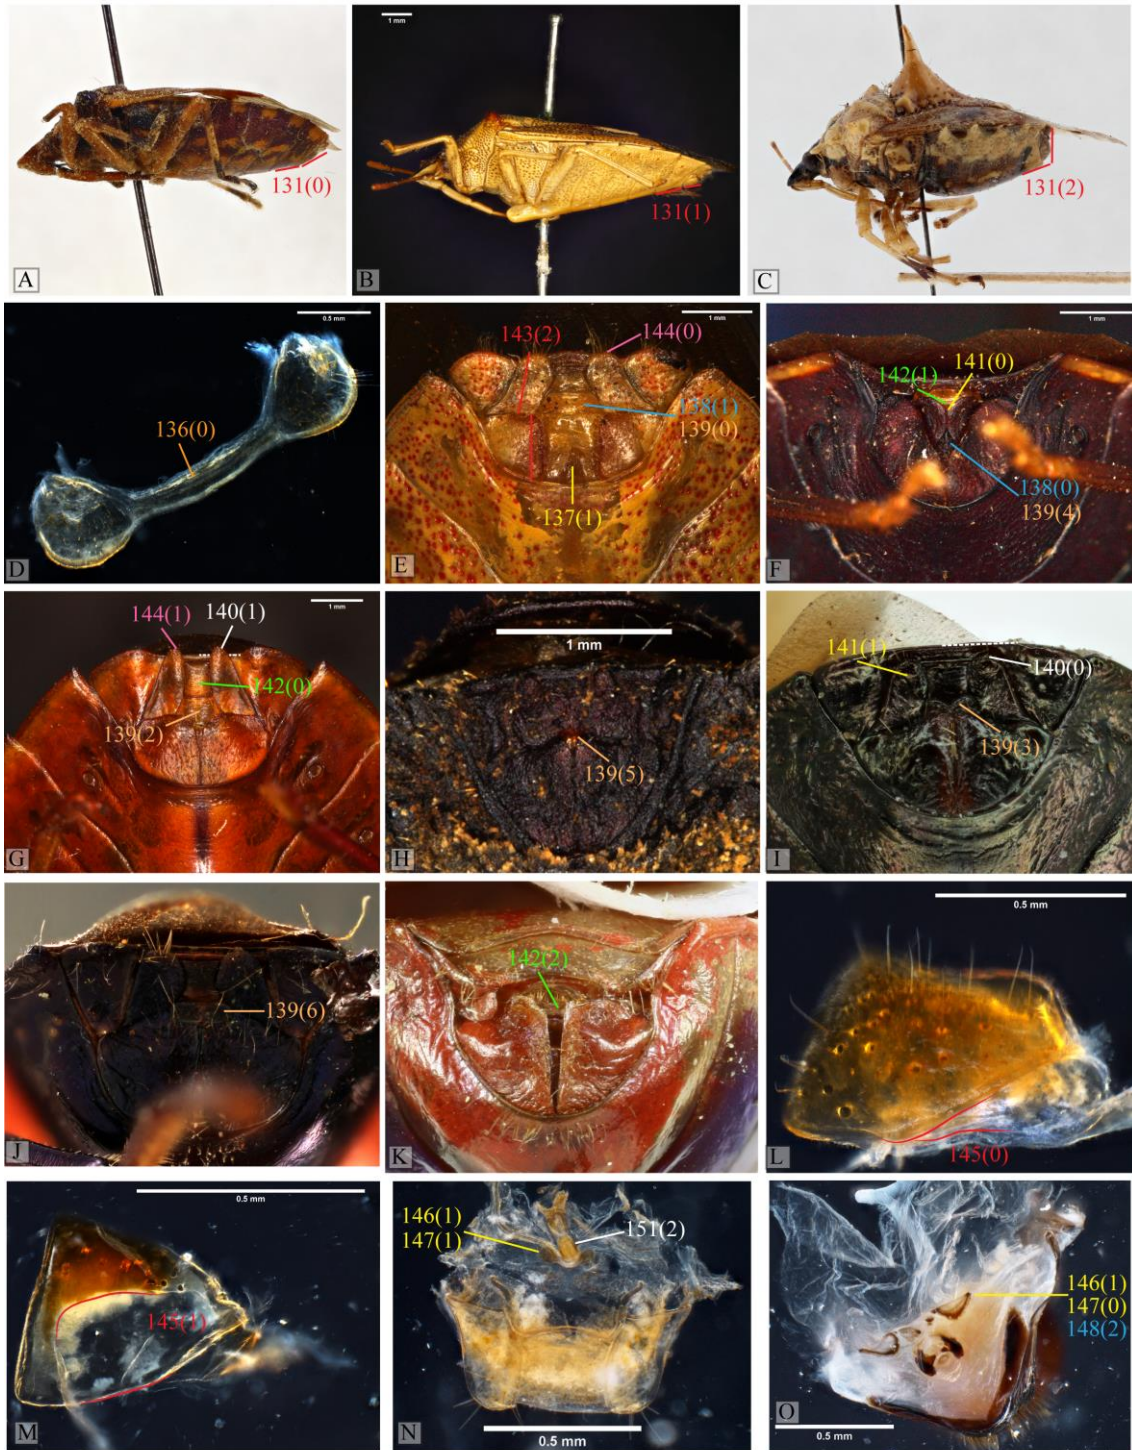 131(0)
A
1 mm
131(1)
B
131(2)
C
0.5 mm
136(0)
D
1 mm
143(2)
144(0)
138(1)
139(0)
137(1)
E
1 mm
142(1)
141(0)
138(0)
139(4)
F
1 mm
144(1)
140(1)
142(0)
139(2)
G
1 mm
139(5)
H
141(1)
140(0)
139(3)
I
139(6)
J
142(2)
K
0.5 mm
145(0)
L
0.5 mm
145(1)
M
146(1)
147(1)
151(2)
0.5 mm
N
146(1)
147(0)
148(2)
0.5 mm
O